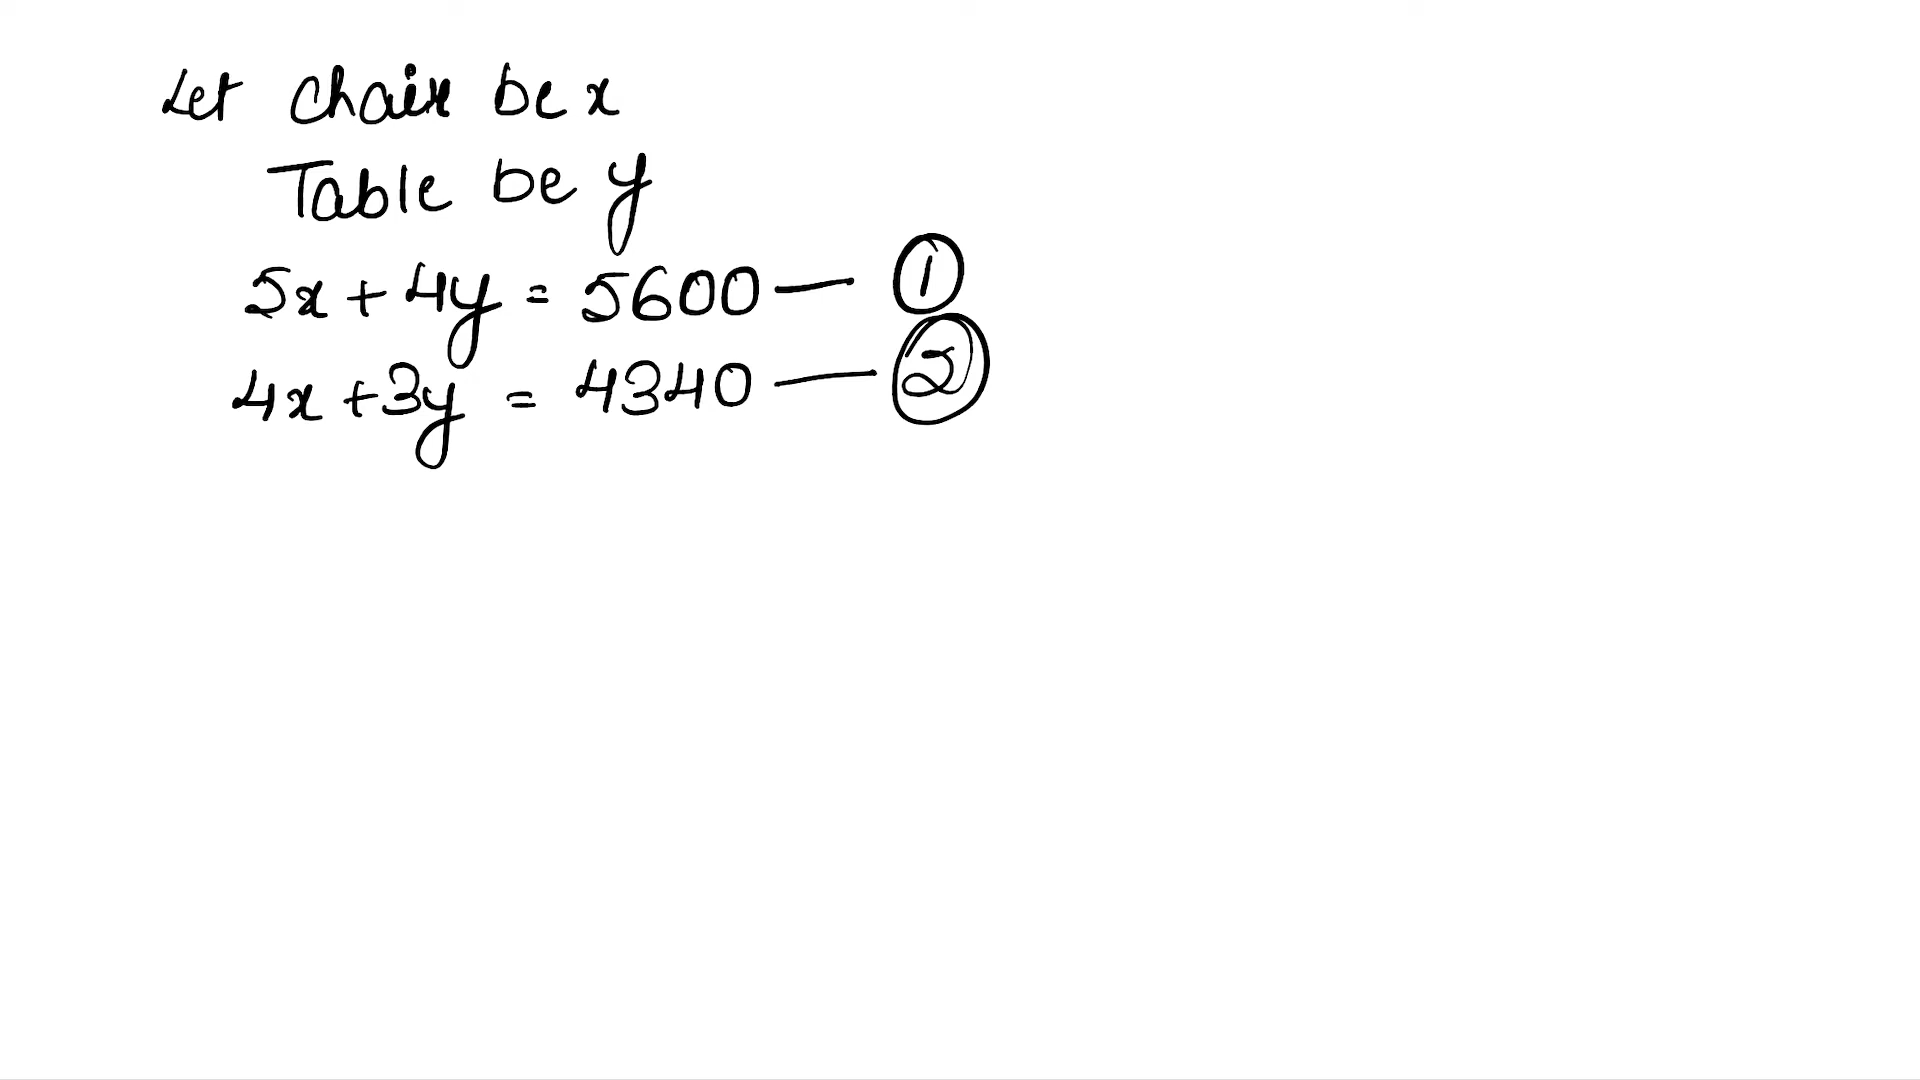 Let chair be x
Table be y
5x + 4y = 5600 — ①
4x + 3y = 4340 — ②